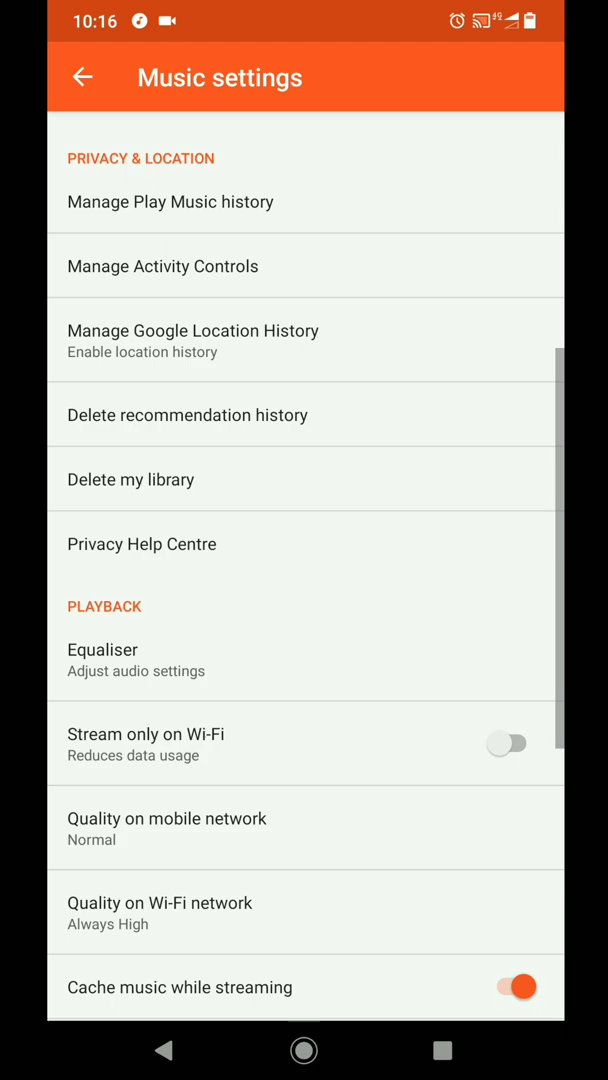 10:16
4G
Music settings
PRIVACY & LOCATION
Manage Play Music history
Manage Activity Controls
Manage Google Location History
Enable location history
Delete recommendation history
Delete my library
Privacy Help Centre
PLAYBACK
Equaliser
Adjust audio settings
Stream only on Wi-Fi
Reduces data usage
Quality on mobile network
Normal
Quality on Wi-Fi network
Always High
Cache music while streaming